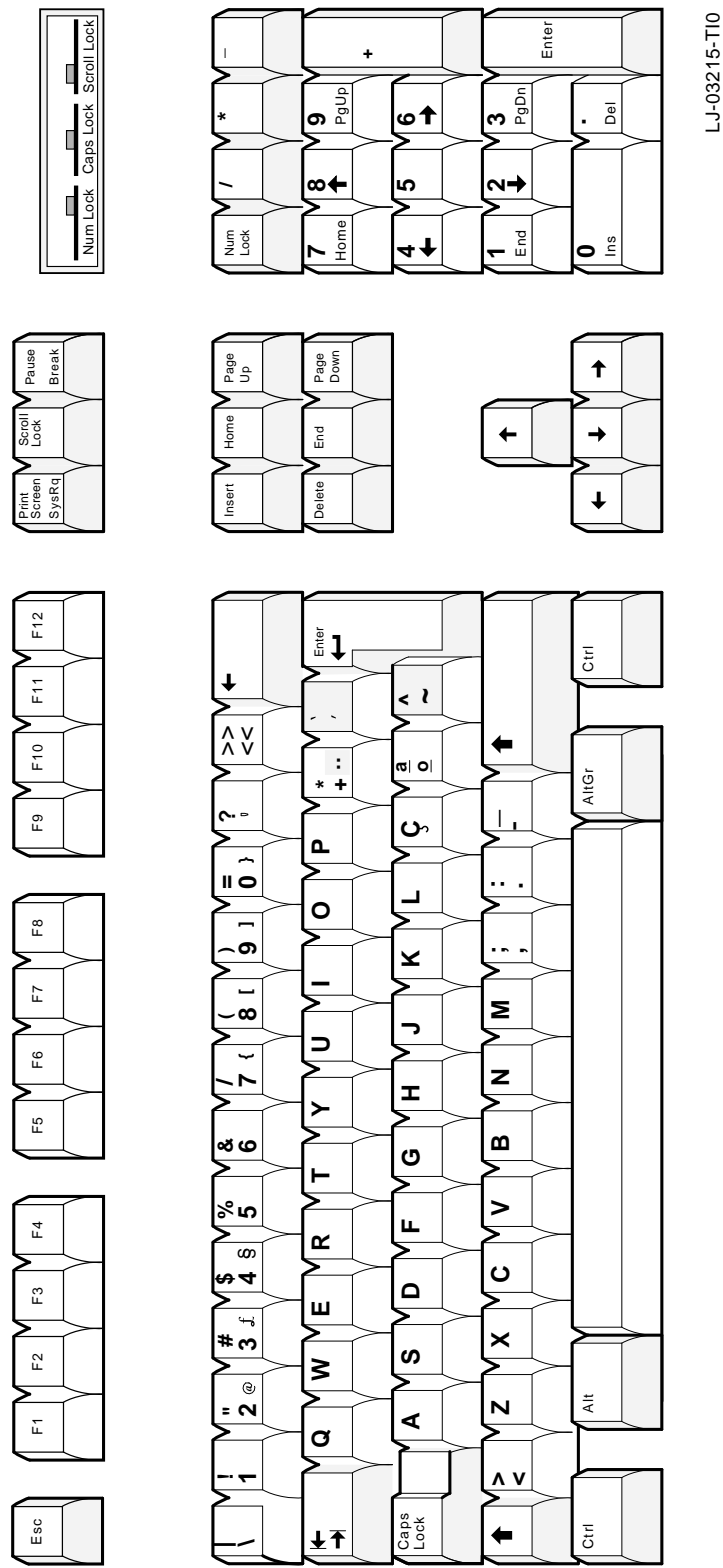 Esc
F1 F2 F3 F4
F5 F6 F7 F8
F9 F10 F11 F12
Print Screen SysRq
Scroll Lock
Pause Break
Num Lock Caps Lock Scroll Lock
| \
! 1
" 2 @
# 3 £
$ 4 §
% 5
& 6
/ 7 {
( 8 [
) 9 ]
= 0 }
? '
>> <<
←
Insert Home Page Up
Num Lock / * –
Q W E R T Y U I O P
* + ¨
` ´
Enter ↵
Delete End Page Down
7 Home
8 ↑
9 PgUp
+
Caps Lock
A S D F G H J K L Ç
ª º
^ ~
4 ←
5
6 →
↑
> <
Z X C V B N M
; ,
: .
_ -
↑
↑
1 End
2 ↓
3 PgDn
Enter
Ctrl Alt AltGr Ctrl
← ↓ →
0 Ins
. Del
LJ-03215-TI0